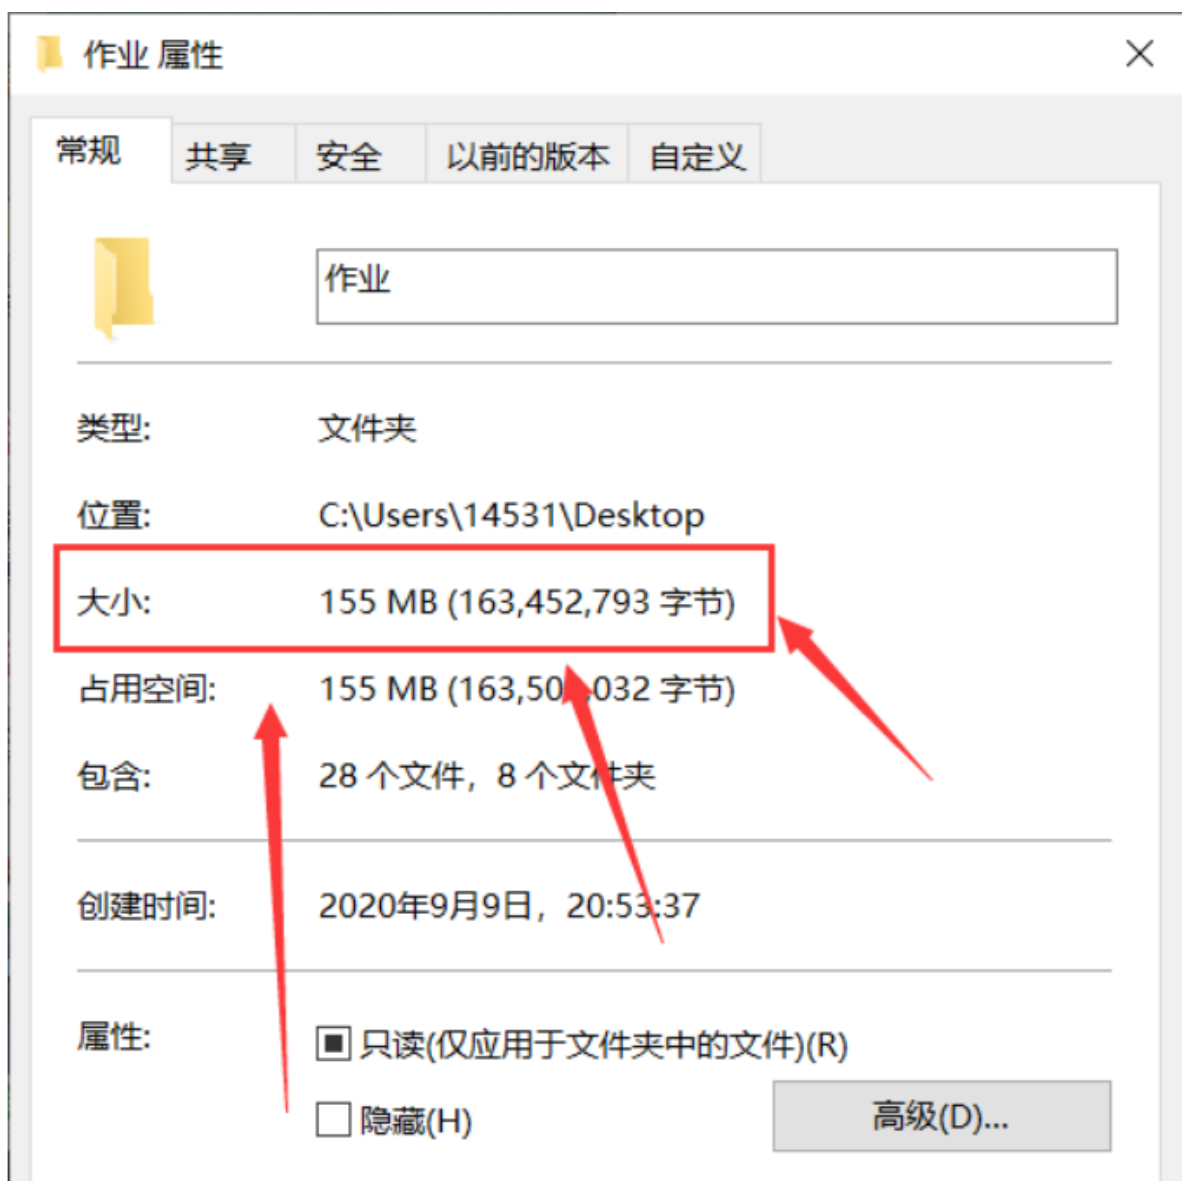 作业 属性
常规 共享 安全 以前的版本 自定义
作业
类型: 文件夹
位置: C:\Users\14531\Desktop
大小: 155 MB (163,452,793 字节)
占用空间: 155 MB 字节)
包含: 28 个文件，8 个文件夹
创建时间: 2020年9月9日，20:53:37
属性: 只读(仅应用于文件夹中的文件)(R)
隐藏(H) 高级(D)...